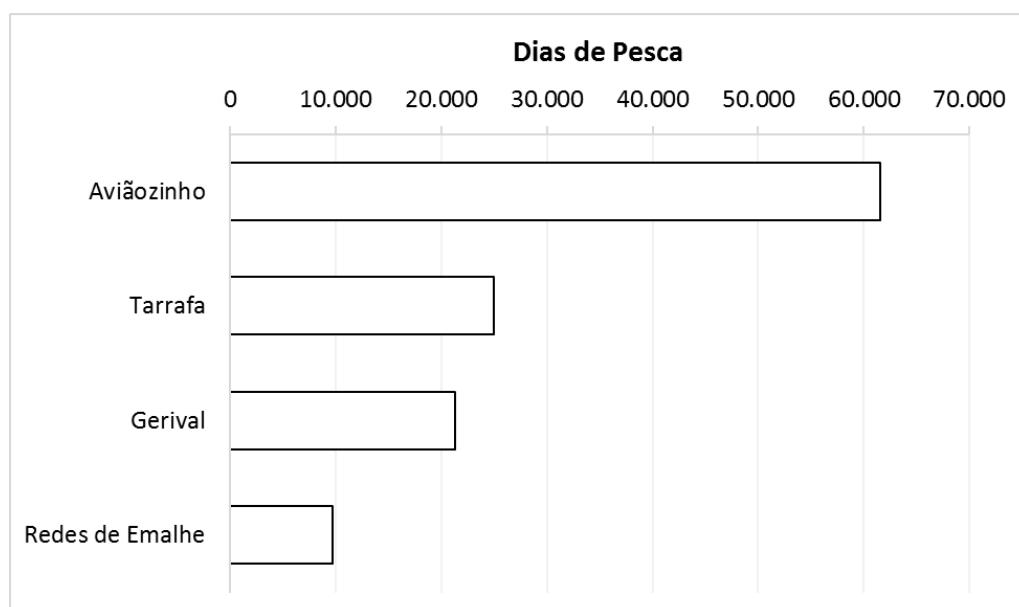 Dias de Pesca
0 10.000 20.000 30.000 40.000 50.000 60.000 70.000
Aviãozinho
Tarrafa
Gerival
Redes de Emalhe